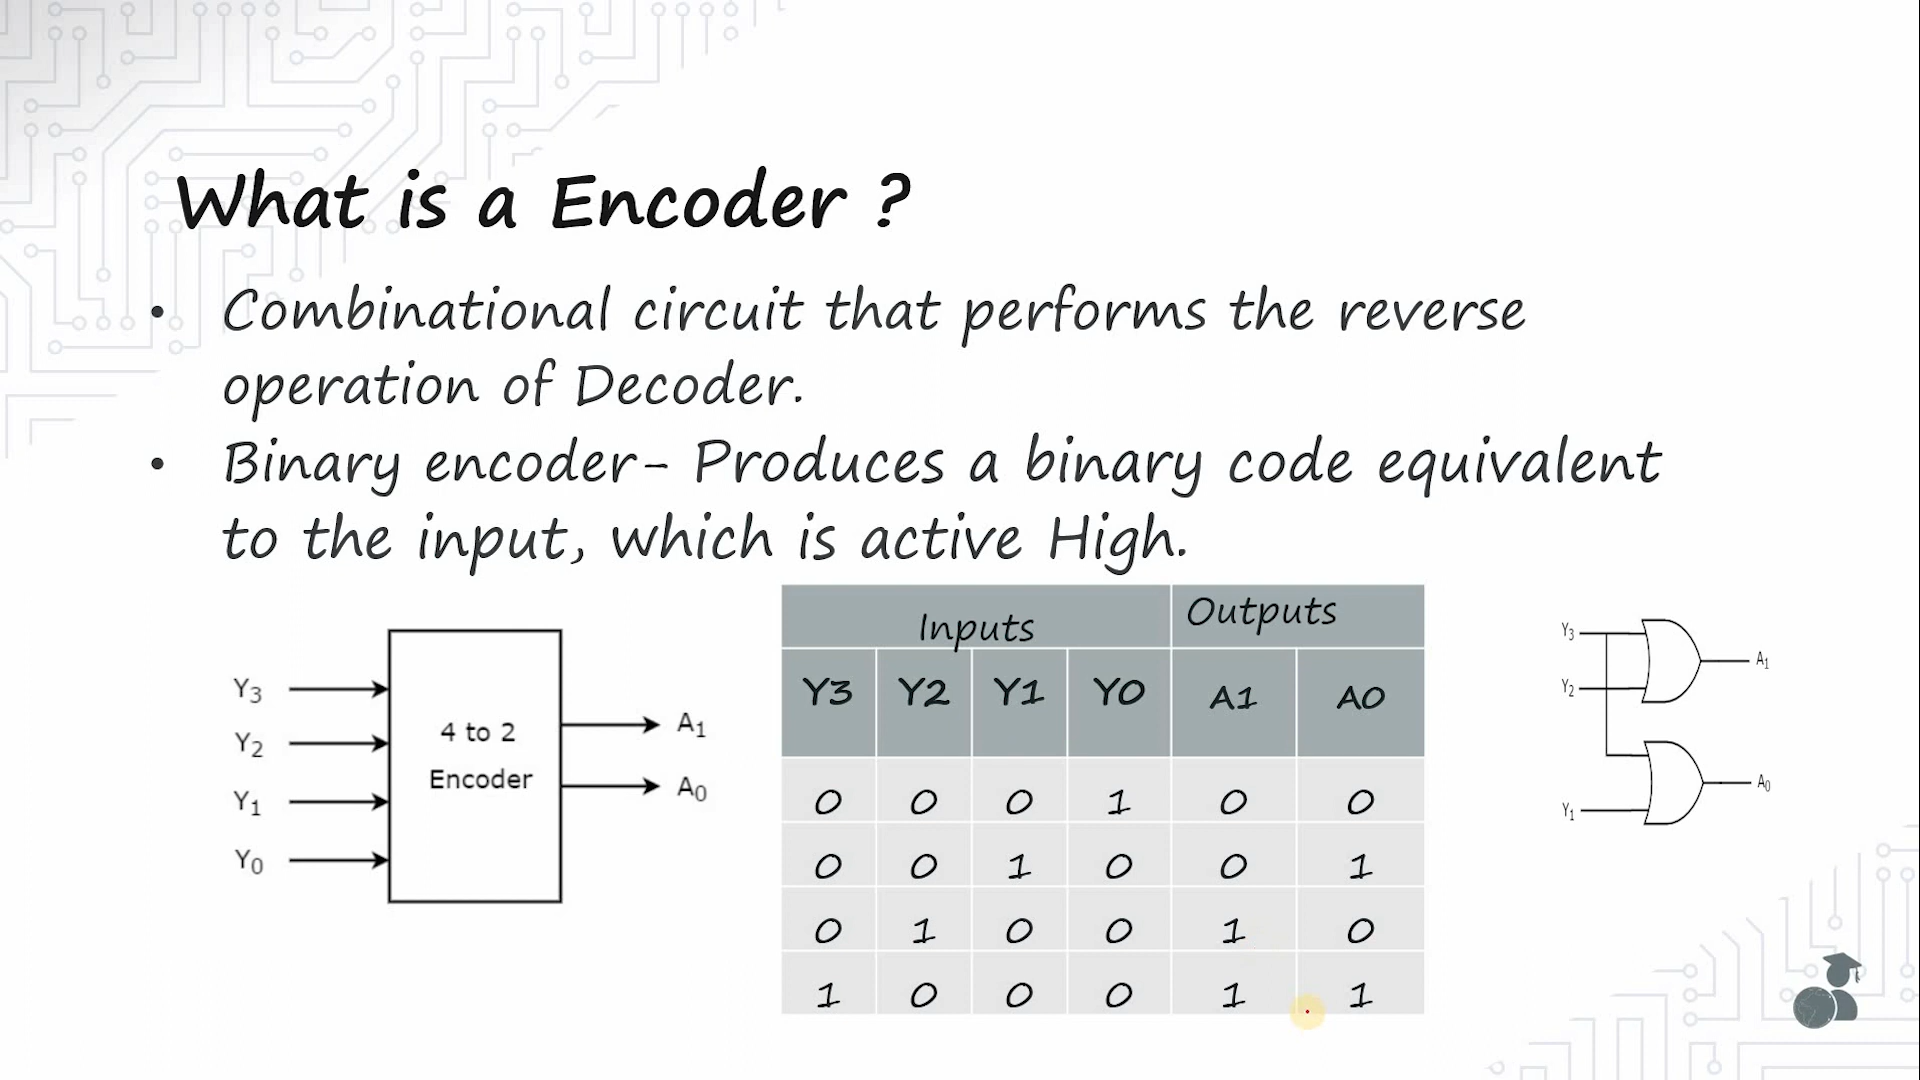 What is a Encoder ?
• Combinational circuit that performs the reverse
operation of Decoder.
• Binary encoder- Produces a binary code equivalent
to the input, which is active High.
Y3
Y2
Y1
Y0
4 to 2
Encoder
A1
A0
Inputs Outputs
Y3 Y2 Y1 Y0 A1 A0
0 0 0 1 0 0
0 0 1 0 0 1
0 1 0 0 1 0
1 0 0 0 1 1
Y3
Y2
A1
Y1
A0